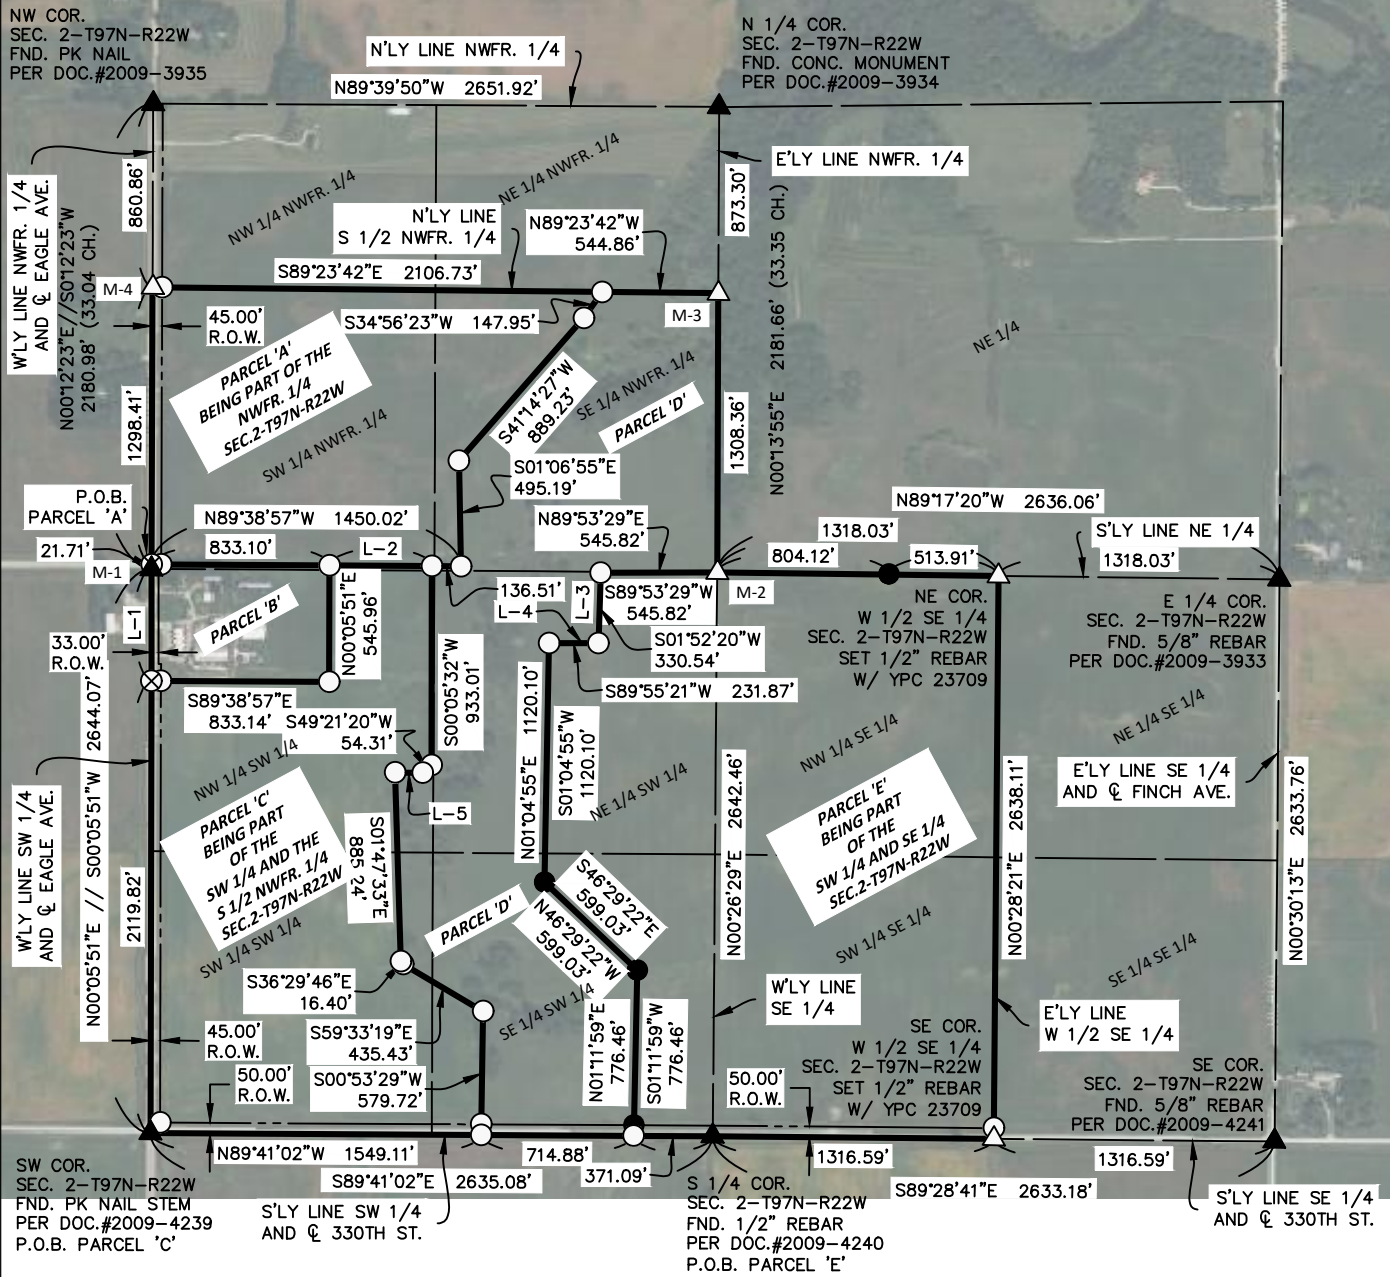 NW COR.
SEC. 2-T97N-R22W
FND. PK NAIL
PER DOC.#2009-3935
N'LY LINE NWFR. 1/4
N89°39'50"W 2651.92'
N 1/4 COR.
SEC. 2-T97N-R22W
FND. CONC. MONUMENT
PER DOC.#2009-3934
W'LY LINE NWFR. 1/4
AND ℄ EAGLE AVE.
860.86'
N00°12'23"E//S0°12'23"W
2180.98' (33.04 CH.)
NW 1/4 NWFR. 1/4
NE 1/4 NWFR. 1/4
E'LY LINE NWFR. 1/4
873.30'
N00°13'55"E 2181.66' (33.35 CH.)
N'LY LINE
S 1/2 NWFR. 1/4
N89°23'42"W
544.86'
S89°23'42"E 2106.73'
M-4
M-3
45.00'
R.O.W.
S34°56'23"W 147.95'
NE 1/4
PARCEL 'A'
BEING PART OF THE
NWFR. 1/4
SEC.2-T97N-R22W
S41°14'27"W
889.23'
SE 1/4 NWFR. 1/4
PARCEL 'D'
1298.41'
1308.36'
SW 1/4 NWFR. 1/4
S01°06'55"E
495.19'
P.O.B.
PARCEL 'A'
N89°38'57"W 1450.02'
N89°53'29"E
545.82'
N89°17'20"W 2636.06'
1318.03'
S'LY LINE NE 1/4
1318.03'
21.71'
833.10'
L-2
804.12'
513.91'
M-1
136.51'
L-3
S89°53'29"W
545.82'
M-2
L-1
PARCEL 'B'
N00°05'51"E
545.96'
L-4
S01°52'20"W
330.54'
NE COR.
W 1/2 SE 1/4
SEC. 2-T97N-R22W
SET 1/2" REBAR
W/ YPC 23709
E 1/4 COR.
SEC. 2-T97N-R22W
FND. 5/8" REBAR
PER DOC.#2009-3933
33.00'
R.O.W.
S89°38'57"E
833.14'
S89°55'21"W 231.87'
S49°21'20"W
54.31'
S00°05'32"W
933.01'
N01°04'55"E 1120.10'
S01°04'55"W
1120.10'
NW 1/4 SE 1/4
NE 1/4 SE 1/4
N00°05'51"E // S00°05'51"W 2644.07'
W'LY LINE SW 1/4
AND ℄ EAGLE AVE.
NW 1/4 SW 1/4
NE 1/4 SW 1/4
L-5
N00°26'29"E 2642.46'
N00°28'21"E 2638.11'
E'LY LINE SE 1/4
AND ℄ FINCH AVE.
N00°30'13"E 2633.76'
PARCEL 'C'
BEING PART
OF THE
SW 1/4 AND THE
S 1/2 NWFR. 1/4
SEC.2-T97N-R22W
S01°47'33"E
885.24'
PARCEL 'E'
BEING PART
OF THE
SW 1/4 AND SE 1/4
SEC.2-T97N-R22W
2119.82'
S46°29'22"E
599.03'
N46°29'22"W
599.03'
PARCEL 'D'
SW 1/4 SW 1/4
SW 1/4 SE 1/4
SE 1/4 SE 1/4
S36°29'46"E
16.40'
SE 1/4 SW 1/4
W'LY LINE
SE 1/4
E'LY LINE
W 1/2 SE 1/4
45.00'
R.O.W.
S59°33'19"E
435.43'
N01°11'59"E
776.46'
S01°11'59"W
776.46'
SE COR.
W 1/2 SE 1/4
SEC. 2-T97N-R22W
SET 1/2" REBAR
W/ YPC 23709
50.00'
R.O.W.
S00°53'29"W
579.72'
50.00'
R.O.W.
SE COR.
SEC. 2-T97N-R22W
FND. 5/8" REBAR
PER DOC.#2009-4241
N89°41'02"W 1549.11'
714.88'
371.09'
1316.59'
1316.59'
S89°41'02"E 2635.08'
S89°28'41"E 2633.18'
SW COR.
SEC. 2-T97N-R22W
FND. PK NAIL STEM
PER DOC.#2009-4239
P.O.B. PARCEL 'C'
S'LY LINE SW 1/4
AND ℄ 330TH ST.
S 1/4 COR.
SEC. 2-T97N-R22W
FND. 1/2" REBAR
PER DOC.#2009-4240
P.O.B. PARCEL 'E'
S'LY LINE SE 1/4
AND ℄ 330TH ST.